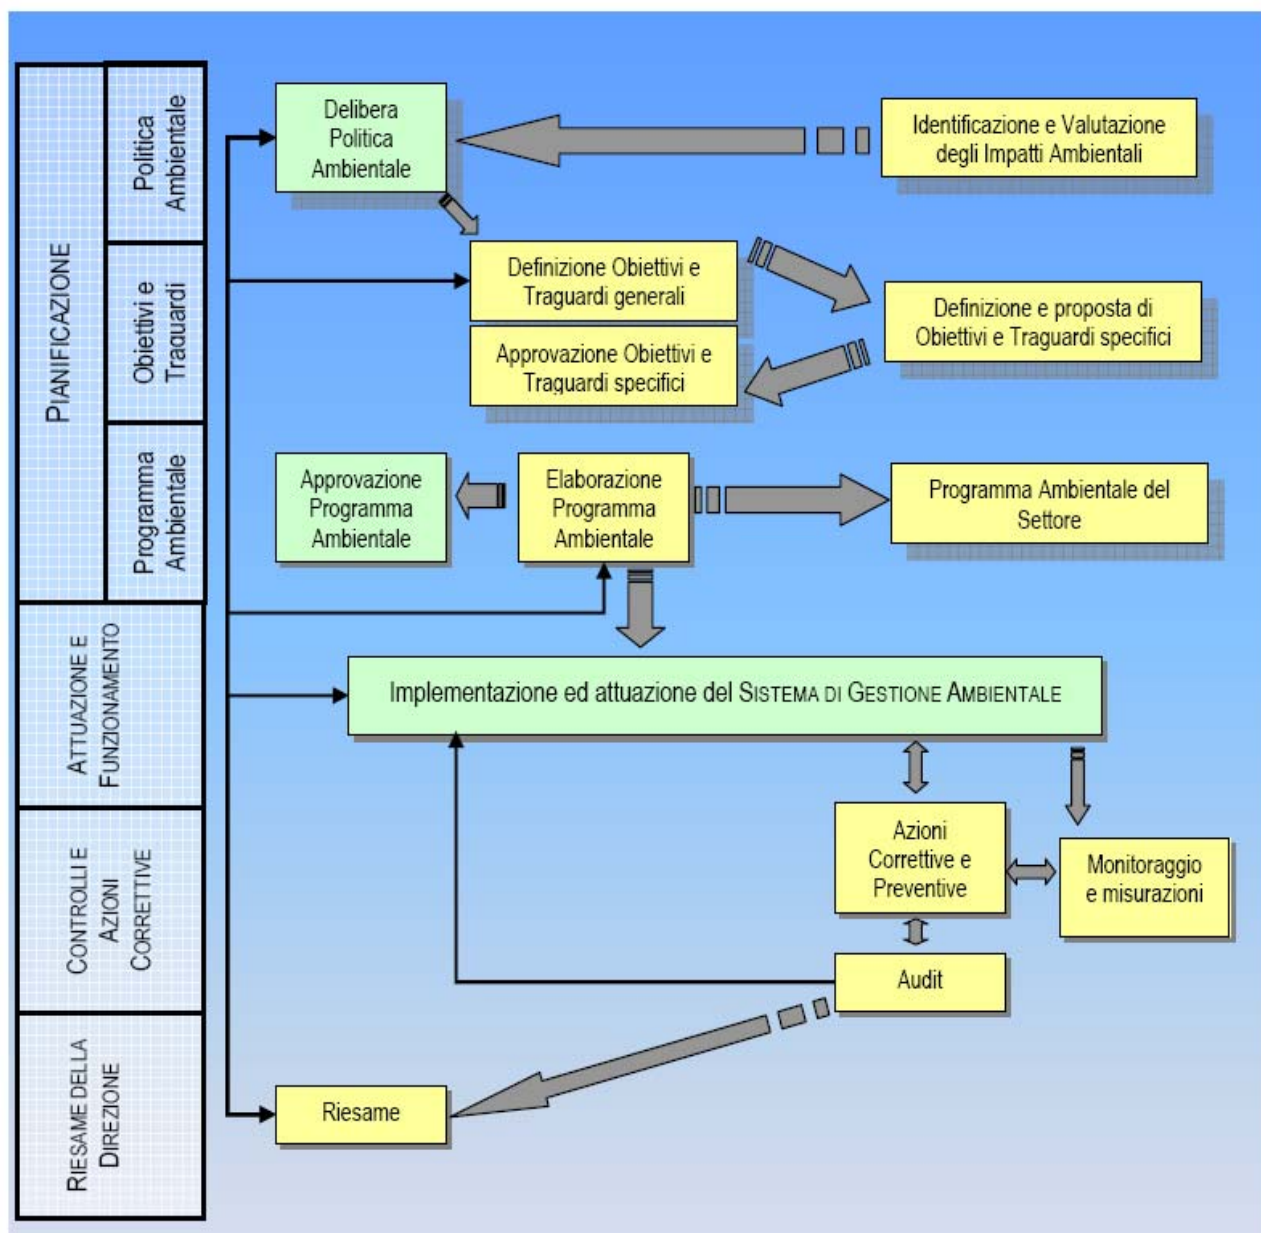 PIANIFICAZIONE
Politica
Ambientale
Obiettivi e
Traguardi
Programma
Ambientale
ATTUAZIONE E
FUNZIONAMENTO
CONTROLLI E
AZIONI
CORRETTIVE
RIESAME DELLA
DIREZIONE
Delibera
Politica
Ambientale
Identificazione e Valutazione
degli Impatti Ambientali
Definizione Obiettivi e
Traguardi generali
Definizione e proposta di
Obiettivi e Traguardi specifici
Approvazione Obiettivi e
Traguardi specifici
Approvazione
Programma
Ambientale
Elaborazione
Programma
Ambientale
Programma Ambientale del
Settore
Implementazione ed attuazione del SISTEMA DI GESTIONE AMBIENTALE
Azioni
Correttive e
Preventive
Monitoraggio
e misurazioni
Audit
Riesame